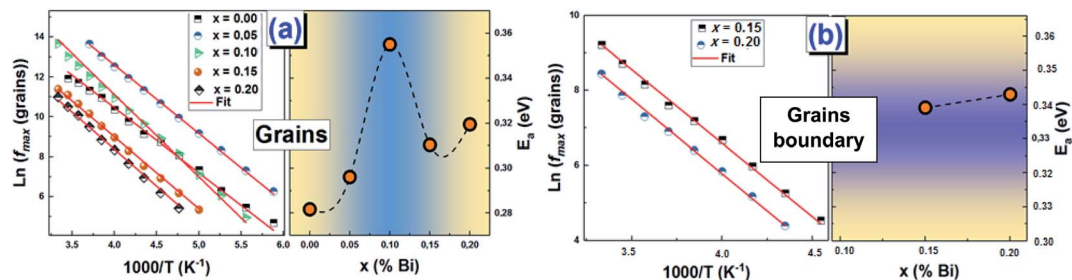 (a)
x = 0.00
x = 0.05
x = 0.10
x = 0.15
x = 0.20
Fit
Ln (fmax (grains))
14
12
10
8
6
3.5 4.0 4.5 5.0 5.5 6.0
1000/T (K-1)
Grains
0.36
0.34
0.32
0.30
0.28
Ea (eV)
0.00 0.05 0.10 0,15 0,20
x (% Bi)
(b)
x = 0.15
x = 0.20
Fit
Ln (fmax (grains))
10
8
6
4
3.5 4.0 4.5
1000/T (K-1)
Grains
boundary
0.36
0.35
0.34
0.33
0.32
0.31
0.30
Ea (eV)
0.10 0.15 0.20
x (% Bi)